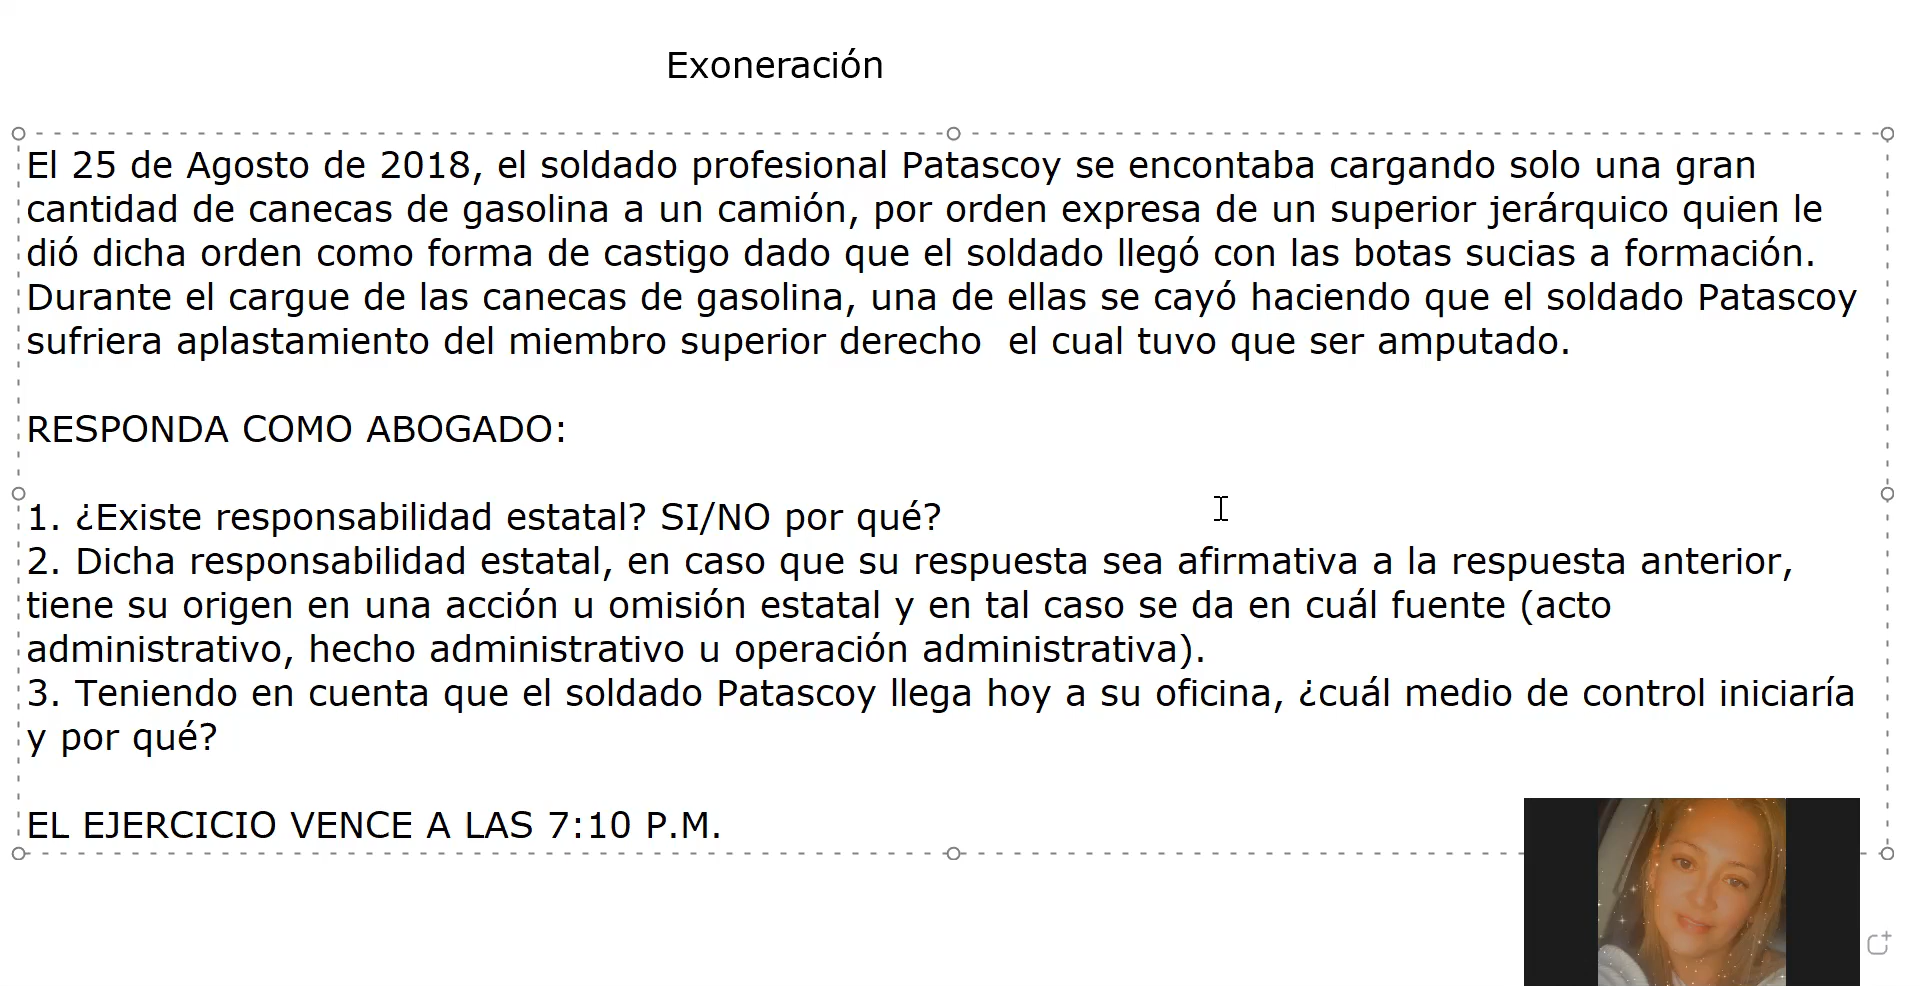 Exoneración
El 25 de Agosto de 2018, el soldado profesional Patascoy se encontaba cargando solo una gran
cantidad de canecas de gasolina a un camión, por orden expresa de un superior jerárquico quien le
dió dicha orden como forma de castigo dado que el soldado llegó con las botas sucias a formación.
Durante el cargue de las canecas de gasolina, una de ellas se cayó haciendo que el soldado Patascoy
sufriera aplastamiento del miembro superior derecho  el cual tuvo que ser amputado.
RESPONDA COMO ABOGADO:
1. ¿Existe responsabilidad estatal? SI/NO por qué?
2. Dicha responsabilidad estatal, en caso que su respuesta sea afirmativa a la respuesta anterior,
tiene su origen en una acción u omisión estatal y en tal caso se da en cuál fuente (acto
administrativo, hecho administrativo u operación administrativa).
3. Teniendo en cuenta que el soldado Patascoy llega hoy a su oficina, ¿cuál medio de control iniciaría
y por qué?
EL EJERCICIO VENCE A LAS 7:10 P.M.